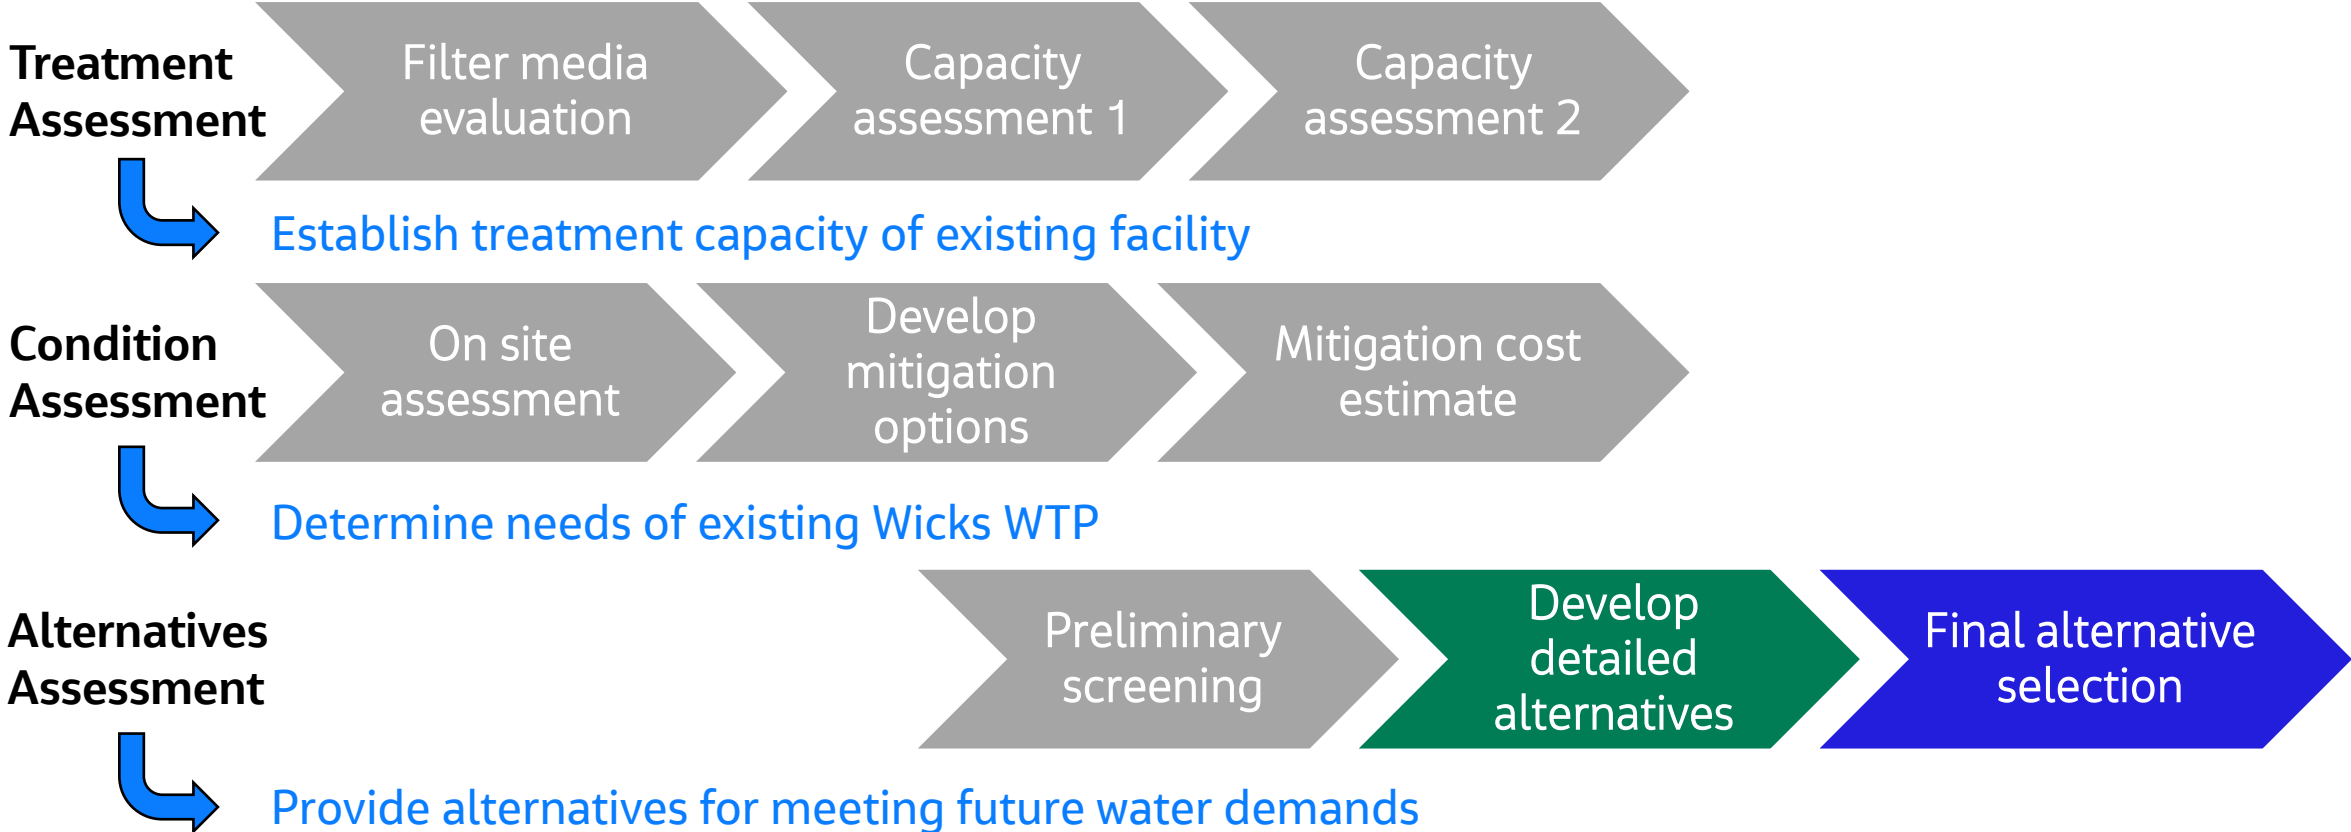 Treatment
Assessment
Filter media
evaluation
Capacity
assessment 1
Capacity
assessment 2
Establish treatment capacity of existing facility
Condition
Assessment
On site
assessment
Develop
mitigation
options
Mitigation cost
estimate
Determine needs of existing Wicks WTP
Alternatives
Assessment
Preliminary
screening
Develop
detailed
alternatives
Final alternative
selection
Provide alternatives for meeting future water demands